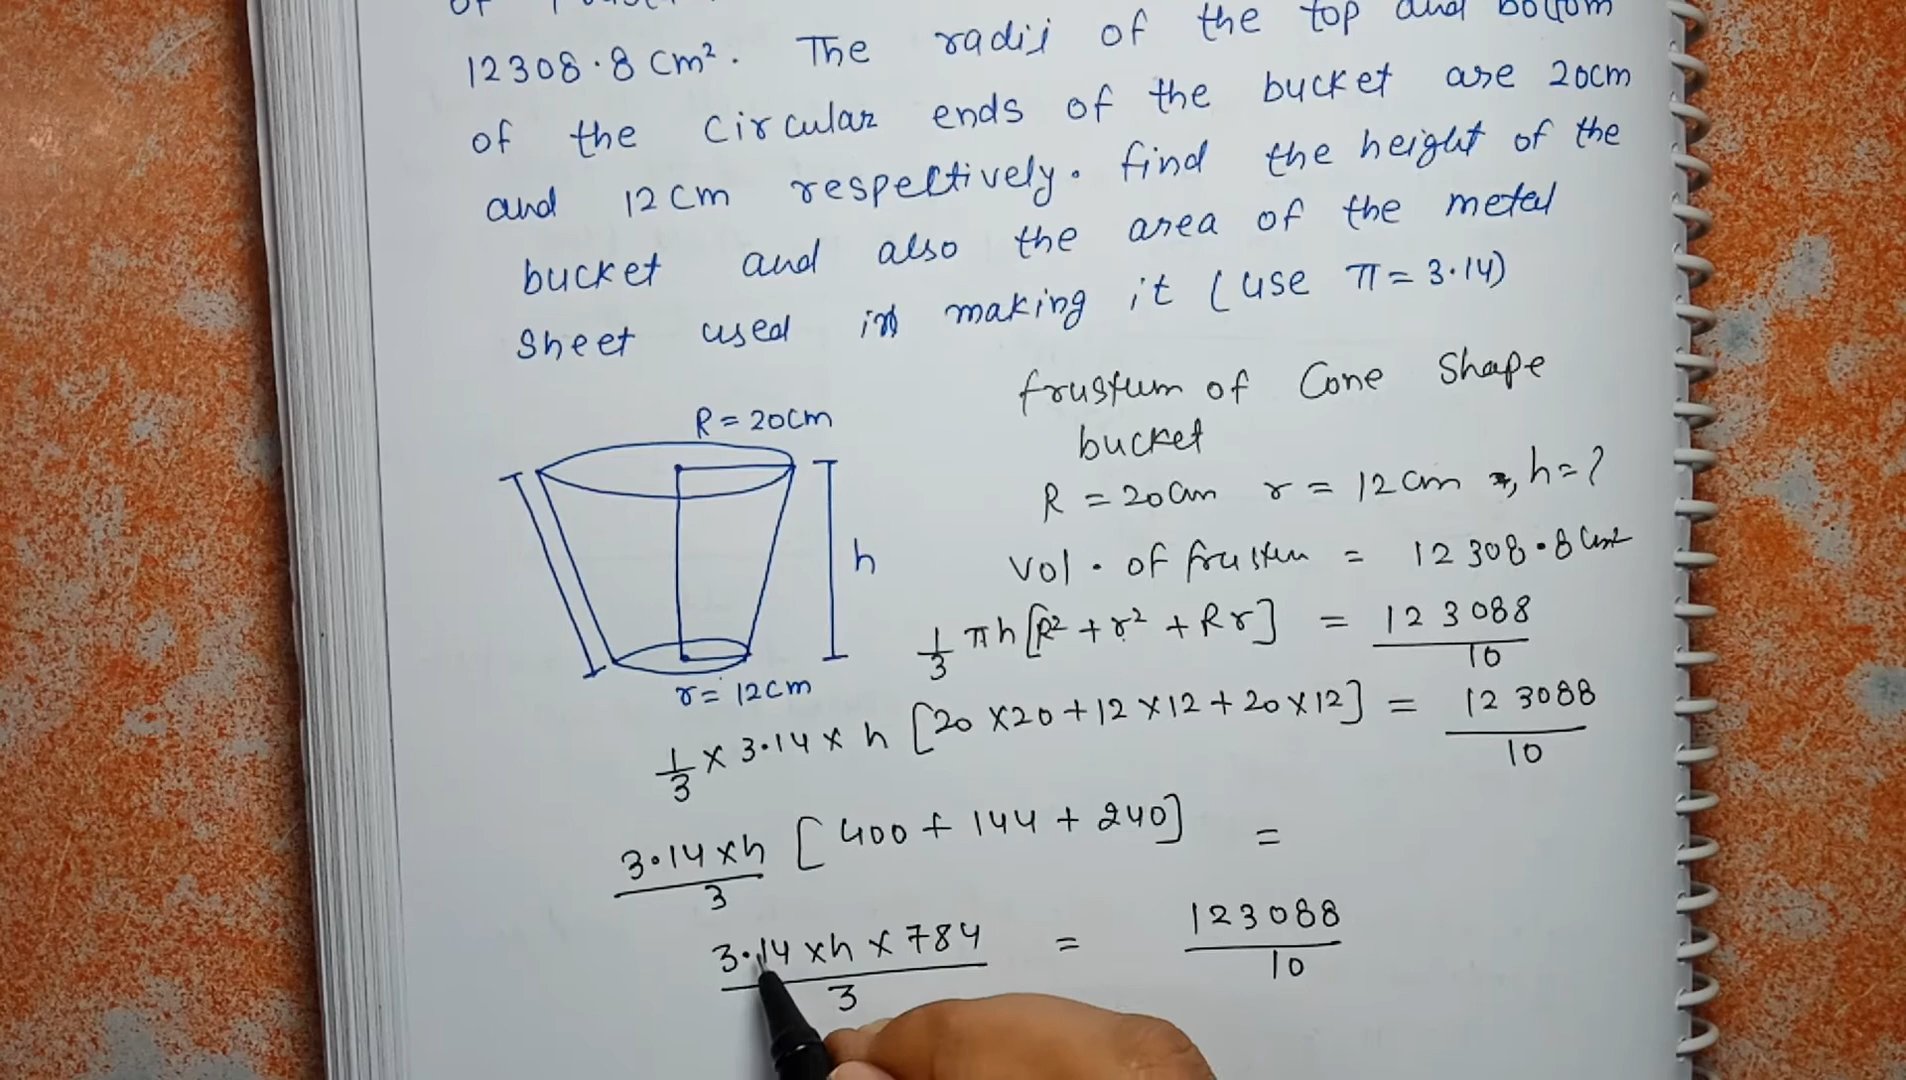 of
12308.8 cm². The radii of the top and bottom
of the circular ends of the bucket are 20cm
and 12cm respectively. find the height of the
bucket and also the area of the metal
Sheet used in making it (use π = 3.14)
R = 20cm
h
r = 12cm
frustum of Cone Shape
bucket
R = 20cm r = 12cm, h = ?
vol. of frustum = 12308.8 cm²
1/3 πh [R² + r² + Rr] = 123088/10
1/3 × 3.14 × h [20 × 20 + 12 × 12 + 20 × 12] = 123088/10
3.14 × h/3 [400 + 144 + 240] =
3.14 × h × 784/3 = 123088/10